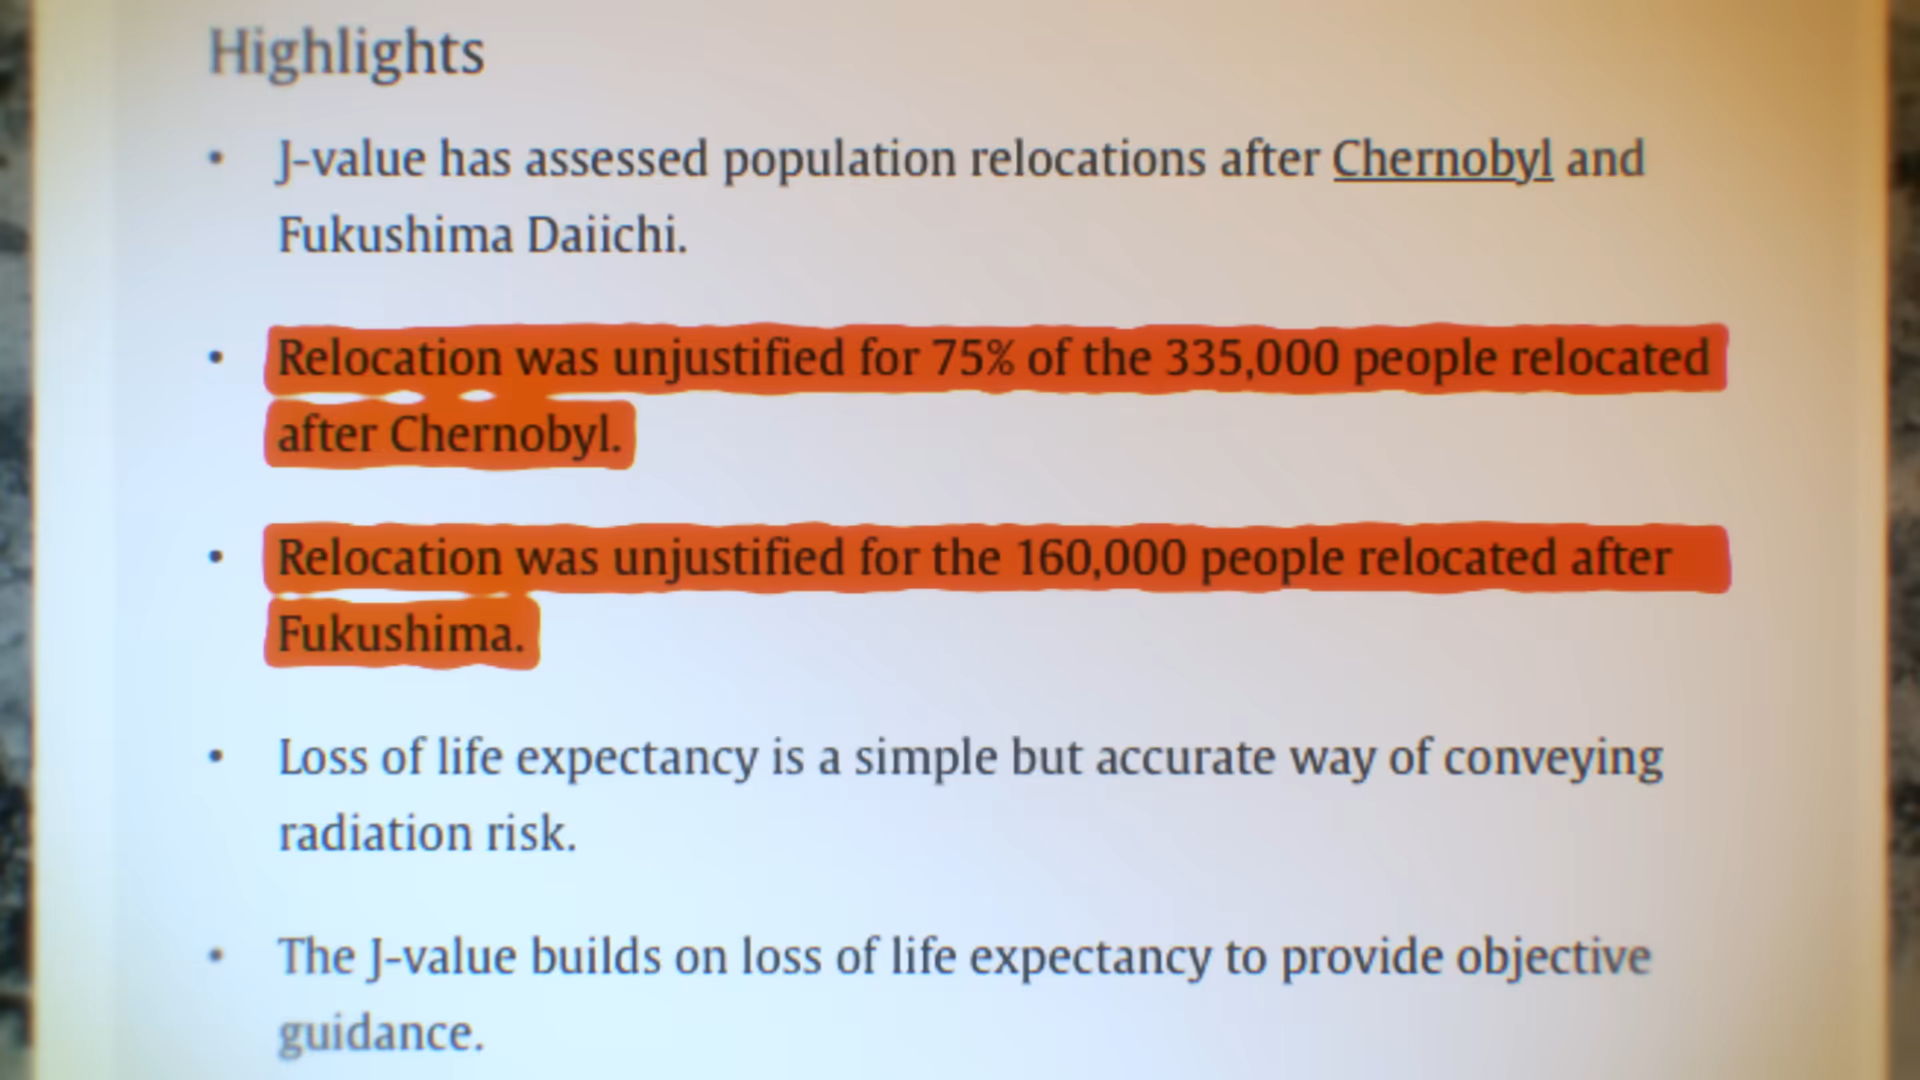 Highlights
• J-value has assessed population relocations after Chernobyl and
Fukushima Daiichi.
• Relocation was unjustified for 75% of the 335,000 people relocated
after Chernobyl.
• Relocation was unjustified for the 160,000 people relocated after
Fukushima.
• Loss of life expectancy is a simple but accurate way of conveying
radiation risk.
• The J-value builds on loss of life expectancy to provide objective
guidance.